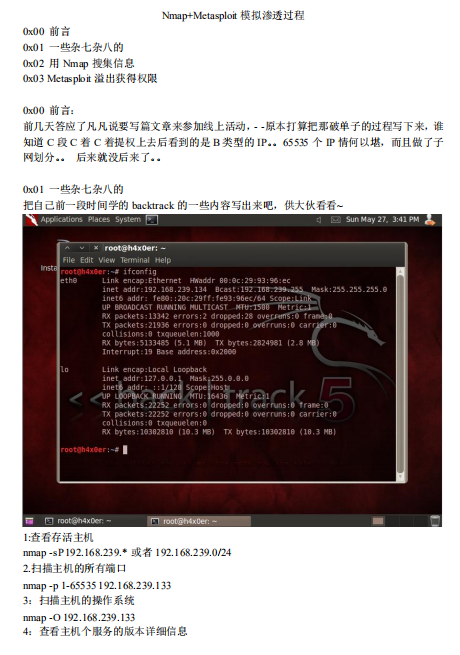 Nmap+Metasploit 模拟渗透过程
0x00 前言
0x01 一些杂七杂八的
0x02 用 Nmap 搜集信息
0x03 Metasploit 溢出获得权限
0x00 前言：
前几天答应了凡凡说要写篇文章来参加线上活动，- -原本打算把那破单子的过程写下来，谁
知道 C 段 C 着 C 着提权上去后看到的是 B 类型的 IP。。65535 个 IP 情何以堪，而且做了子
网划分。。 后来就没后来了。。
0x01 一些杂七杂八的
把自己前一段时间学的 backtrack 的一些内容写出来吧，供大伙看看~
Applications Places System
Sun May 27, 3:41 PM
Insta
root@h4x0er: ~
File Edit View Terminal Help
root@h4x0er:~# ifconfig
eth0 Link encap:Ethernet HWaddr 00:0c:29:93:96:ec
inet addr:192.168.239.134 Bcast:192.168.239.255 Mask:255.255.255.0
inet6 addr: fe80::20c:29ff:fe93:96ec/64 Scope:Link
UP BROADCAST RUNNING MULTICAST MTU:1500 Metric:1
RX packets:13342 errors:2 dropped:28 overruns:0 frame:0
TX packets:21936 errors:0 dropped:0 overruns:0 carrier:0
collisions:0 txqueuelen:1000
RX bytes:5133485 (5.1 MB) TX bytes:2824981 (2.8 MB)
Interrupt:19 Base address:0x2000
lo Link encap:Local Loopback
inet addr:127.0.0.1 Mask:255.0.0.0
inet6 addr: ::1/128 Scope:Host
UP LOOPBACK RUNNING MTU:16436 Metric:1
RX packets:22252 errors:0 dropped:0 overruns:0 frame:0
TX packets:22252 errors:0 dropped:0 overruns:0 carrier:0
collisions:0 txqueuelen:0
RX bytes:10302810 (10.3 MB) TX bytes:10302810 (10.3 MB)
root@h4x0er:~#
<< back | track 5
root@h4x0er: ~
root@h4x0er: ~
1:查看存活主机
nmap -sP 192.168.239.* 或者 192.168.239.0/24
2.扫描主机的所有端口
nmap -p 1-65535 192.168.239.133
3：扫描主机的操作系统
nmap -O 192.168.239.133
4：查看主机个服务的版本详细信息